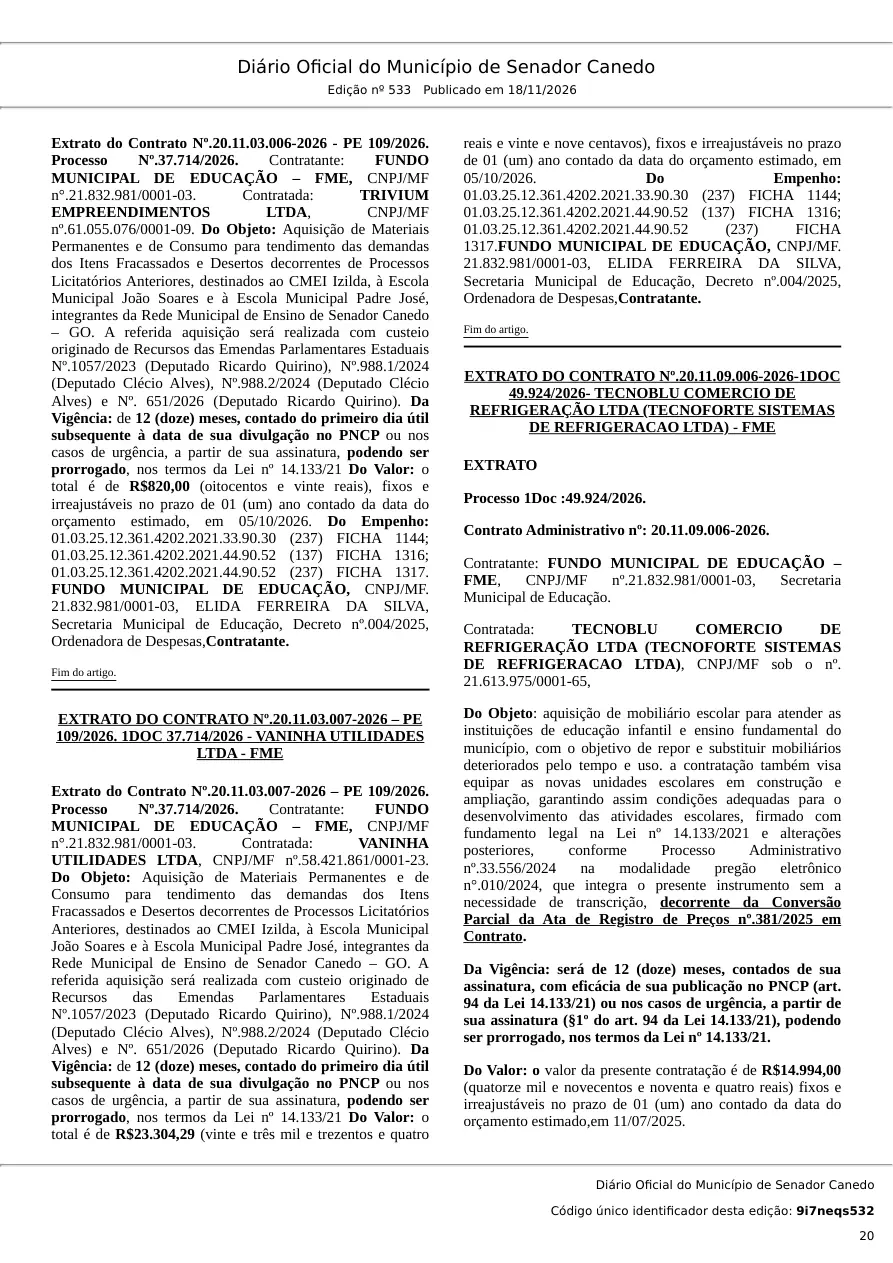 Diário Oficial do Município de Senador Canedo
Edição nº 533 Publicado em 18/11/2026
Extrato do Contrato Nº.20.11.03.006-2026 - PE 109/2026.
Processo Nº.37.714/2026. Contratante: FUNDO
MUNICIPAL DE EDUCAÇÃO – FME, CNPJ/MF
n°.21.832.981/0001-03. Contratada: TRIVIUM
EMPREENDIMENTOS LTDA, CNPJ/MF
nº.61.055.076/0001-09. Do Objeto: Aquisição de Materiais
Permanentes e de Consumo para tendimento das demandas
dos Itens Fracassados e Desertos decorrentes de Processos
Licitatórios Anteriores, destinados ao CMEI Izilda, à Escola
Municipal João Soares e à Escola Municipal Padre José,
integrantes da Rede Municipal de Ensino de Senador Canedo
– GO. A referida aquisição será realizada com custeio
originado de Recursos das Emendas Parlamentares Estaduais
Nº.1057/2023 (Deputado Ricardo Quirino), Nº.988.1/2024
(Deputado Clécio Alves), Nº.988.2/2024 (Deputado Clécio
Alves) e Nº. 651/2026 (Deputado Ricardo Quirino). Da
Vigência: de 12 (doze) meses, contado do primeiro dia útil
subsequente à data de sua divulgação no PNCP ou nos
casos de urgência, a partir de sua assinatura, podendo ser
prorrogado, nos termos da Lei nº 14.133/21 Do Valor: o
total é de R$820,00 (oitocentos e vinte reais), fixos e
irreajustáveis no prazo de 01 (um) ano contado da data do
orçamento estimado, em 05/10/2026. Do Empenho:
01.03.25.12.361.4202.2021.33.90.30 (237) FICHA 1144;
01.03.25.12.361.4202.2021.44.90.52 (137) FICHA 1316;
01.03.25.12.361.4202.2021.44.90.52 (237) FICHA 1317.
FUNDO MUNICIPAL DE EDUCAÇÃO, CNPJ/MF.
21.832.981/0001-03, ELIDA FERREIRA DA SILVA,
Secretaria Municipal de Educação, Decreto nº.004/2025,
Ordenadora de Despesas,Contratante.
Fim do artigo.
EXTRATO DO CONTRATO Nº.20.11.03.007-2026 – PE
109/2026. 1DOC 37.714/2026 - VANINHA UTILIDADES
LTDA - FME
Extrato do Contrato Nº.20.11.03.007-2026 – PE 109/2026.
Processo Nº.37.714/2026. Contratante: FUNDO
MUNICIPAL DE EDUCAÇÃO – FME, CNPJ/MF
n°.21.832.981/0001-03. Contratada: VANINHA
UTILIDADES LTDA, CNPJ/MF nº.58.421.861/0001-23.
Do Objeto: Aquisição de Materiais Permanentes e de
Consumo para tendimento das demandas dos Itens
Fracassados e Desertos decorrentes de Processos Licitatórios
Anteriores, destinados ao CMEI Izilda, à Escola Municipal
João Soares e à Escola Municipal Padre José, integrantes da
Rede Municipal de Ensino de Senador Canedo – GO. A
referida aquisição será realizada com custeio originado de
Recursos das Emendas Parlamentares Estaduais
Nº.1057/2023 (Deputado Ricardo Quirino), Nº.988.1/2024
(Deputado Clécio Alves), Nº.988.2/2024 (Deputado Clécio
Alves) e Nº. 651/2026 (Deputado Ricardo Quirino). Da
Vigência: de 12 (doze) meses, contado do primeiro dia útil
subsequente à data de sua divulgação no PNCP ou nos
casos de urgência, a partir de sua assinatura, podendo ser
prorrogado, nos termos da Lei nº 14.133/21 Do Valor: o
total é de R$23.304,29 (vinte e três mil e trezentos e quatro
reais e vinte e nove centavos), fixos e irreajustáveis no prazo
de 01 (um) ano contado da data do orçamento estimado, em
05/10/2026. Do Empenho:
01.03.25.12.361.4202.2021.33.90.30 (237) FICHA 1144;
01.03.25.12.361.4202.2021.44.90.52 (137) FICHA 1316;
01.03.25.12.361.4202.2021.44.90.52 (237) FICHA
1317.FUNDO MUNICIPAL DE EDUCAÇÃO, CNPJ/MF.
21.832.981/0001-03, ELIDA FERREIRA DA SILVA,
Secretaria Municipal de Educação, Decreto nº.004/2025,
Ordenadora de Despesas,Contratante.
Fim do artigo.
EXTRATO DO CONTRATO Nº.20.11.09.006-2026-1DOC
49.924/2026- TECNOBLU COMERCIO DE
REFRIGERAÇÃO LTDA (TECNOFORTE SISTEMAS
DE REFRIGERACAO LTDA) - FME
EXTRATO
Processo 1Doc :49.924/2026.
Contrato Administrativo nº: 20.11.09.006-2026.
Contratante: FUNDO MUNICIPAL DE EDUCAÇÃO –
FME, CNPJ/MF nº.21.832.981/0001-03, Secretaria
Municipal de Educação.
Contratada: TECNOBLU COMERCIO DE
REFRIGERAÇÃO LTDA (TECNOFORTE SISTEMAS
DE REFRIGERACAO LTDA), CNPJ/MF sob o nº.
21.613.975/0001-65,
Do Objeto: aquisição de mobiliário escolar para atender as
instituições de educação infantil e ensino fundamental do
município, com o objetivo de repor e substituir mobiliários
deteriorados pelo tempo e uso. a contratação também visa
equipar as novas unidades escolares em construção e
ampliação, garantindo assim condições adequadas para o
desenvolvimento das atividades escolares, firmado com
fundamento legal na Lei nº 14.133/2021 e alterações
posteriores, conforme Processo Administrativo
nº.33.556/2024 na modalidade pregão eletrônico
n°.010/2024, que integra o presente instrumento sem a
necessidade de transcrição, decorrente da Conversão
Parcial da Ata de Registro de Preços nº.381/2025 em
Contrato.
Da Vigência: será de 12 (doze) meses, contados de sua
assinatura, com eficácia de sua publicação no PNCP (art.
94 da Lei 14.133/21) ou nos casos de urgência, a partir de
sua assinatura (§1º do art. 94 da Lei 14.133/21), podendo
ser prorrogado, nos termos da Lei nº 14.133/21.
Do Valor: o valor da presente contratação é de R$14.994,00
(quatorze mil e novecentos e noventa e quatro reais) fixos e
irreajustáveis no prazo de 01 (um) ano contado da data do
orçamento estimado,em 11/07/2025.
Diário Oficial do Município de Senador Canedo
Código único identificador desta edição: 9i7neqs532
20